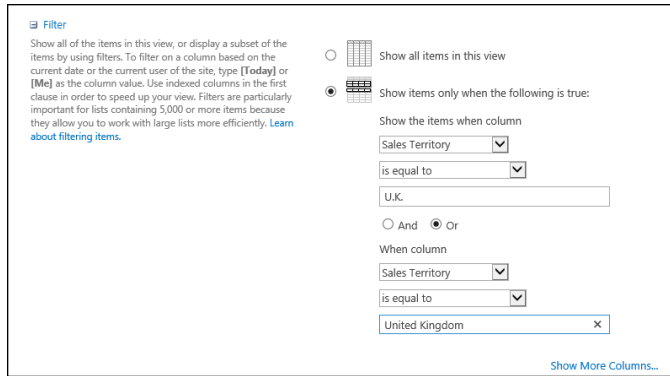 Filter
Show all of the items in this view, or display a subset of the
items by using filters. To filter on a column based on the
current date or the current user of the site, type [Today] or
[Me] as the column value. Use indexed columns in the first
clause in order to speed up your view. Filters are particularly
important for lists containing 5,000 or more items because
they allow you to work with large lists more efficiently. Learn
about filtering items.
Show all items in this view
Show items only when the following is true:
Show the items when column
Sales Territory
is equal to
U.K.
And Or
When column
Sales Territory
is equal to
United Kingdom
Show More Columns...